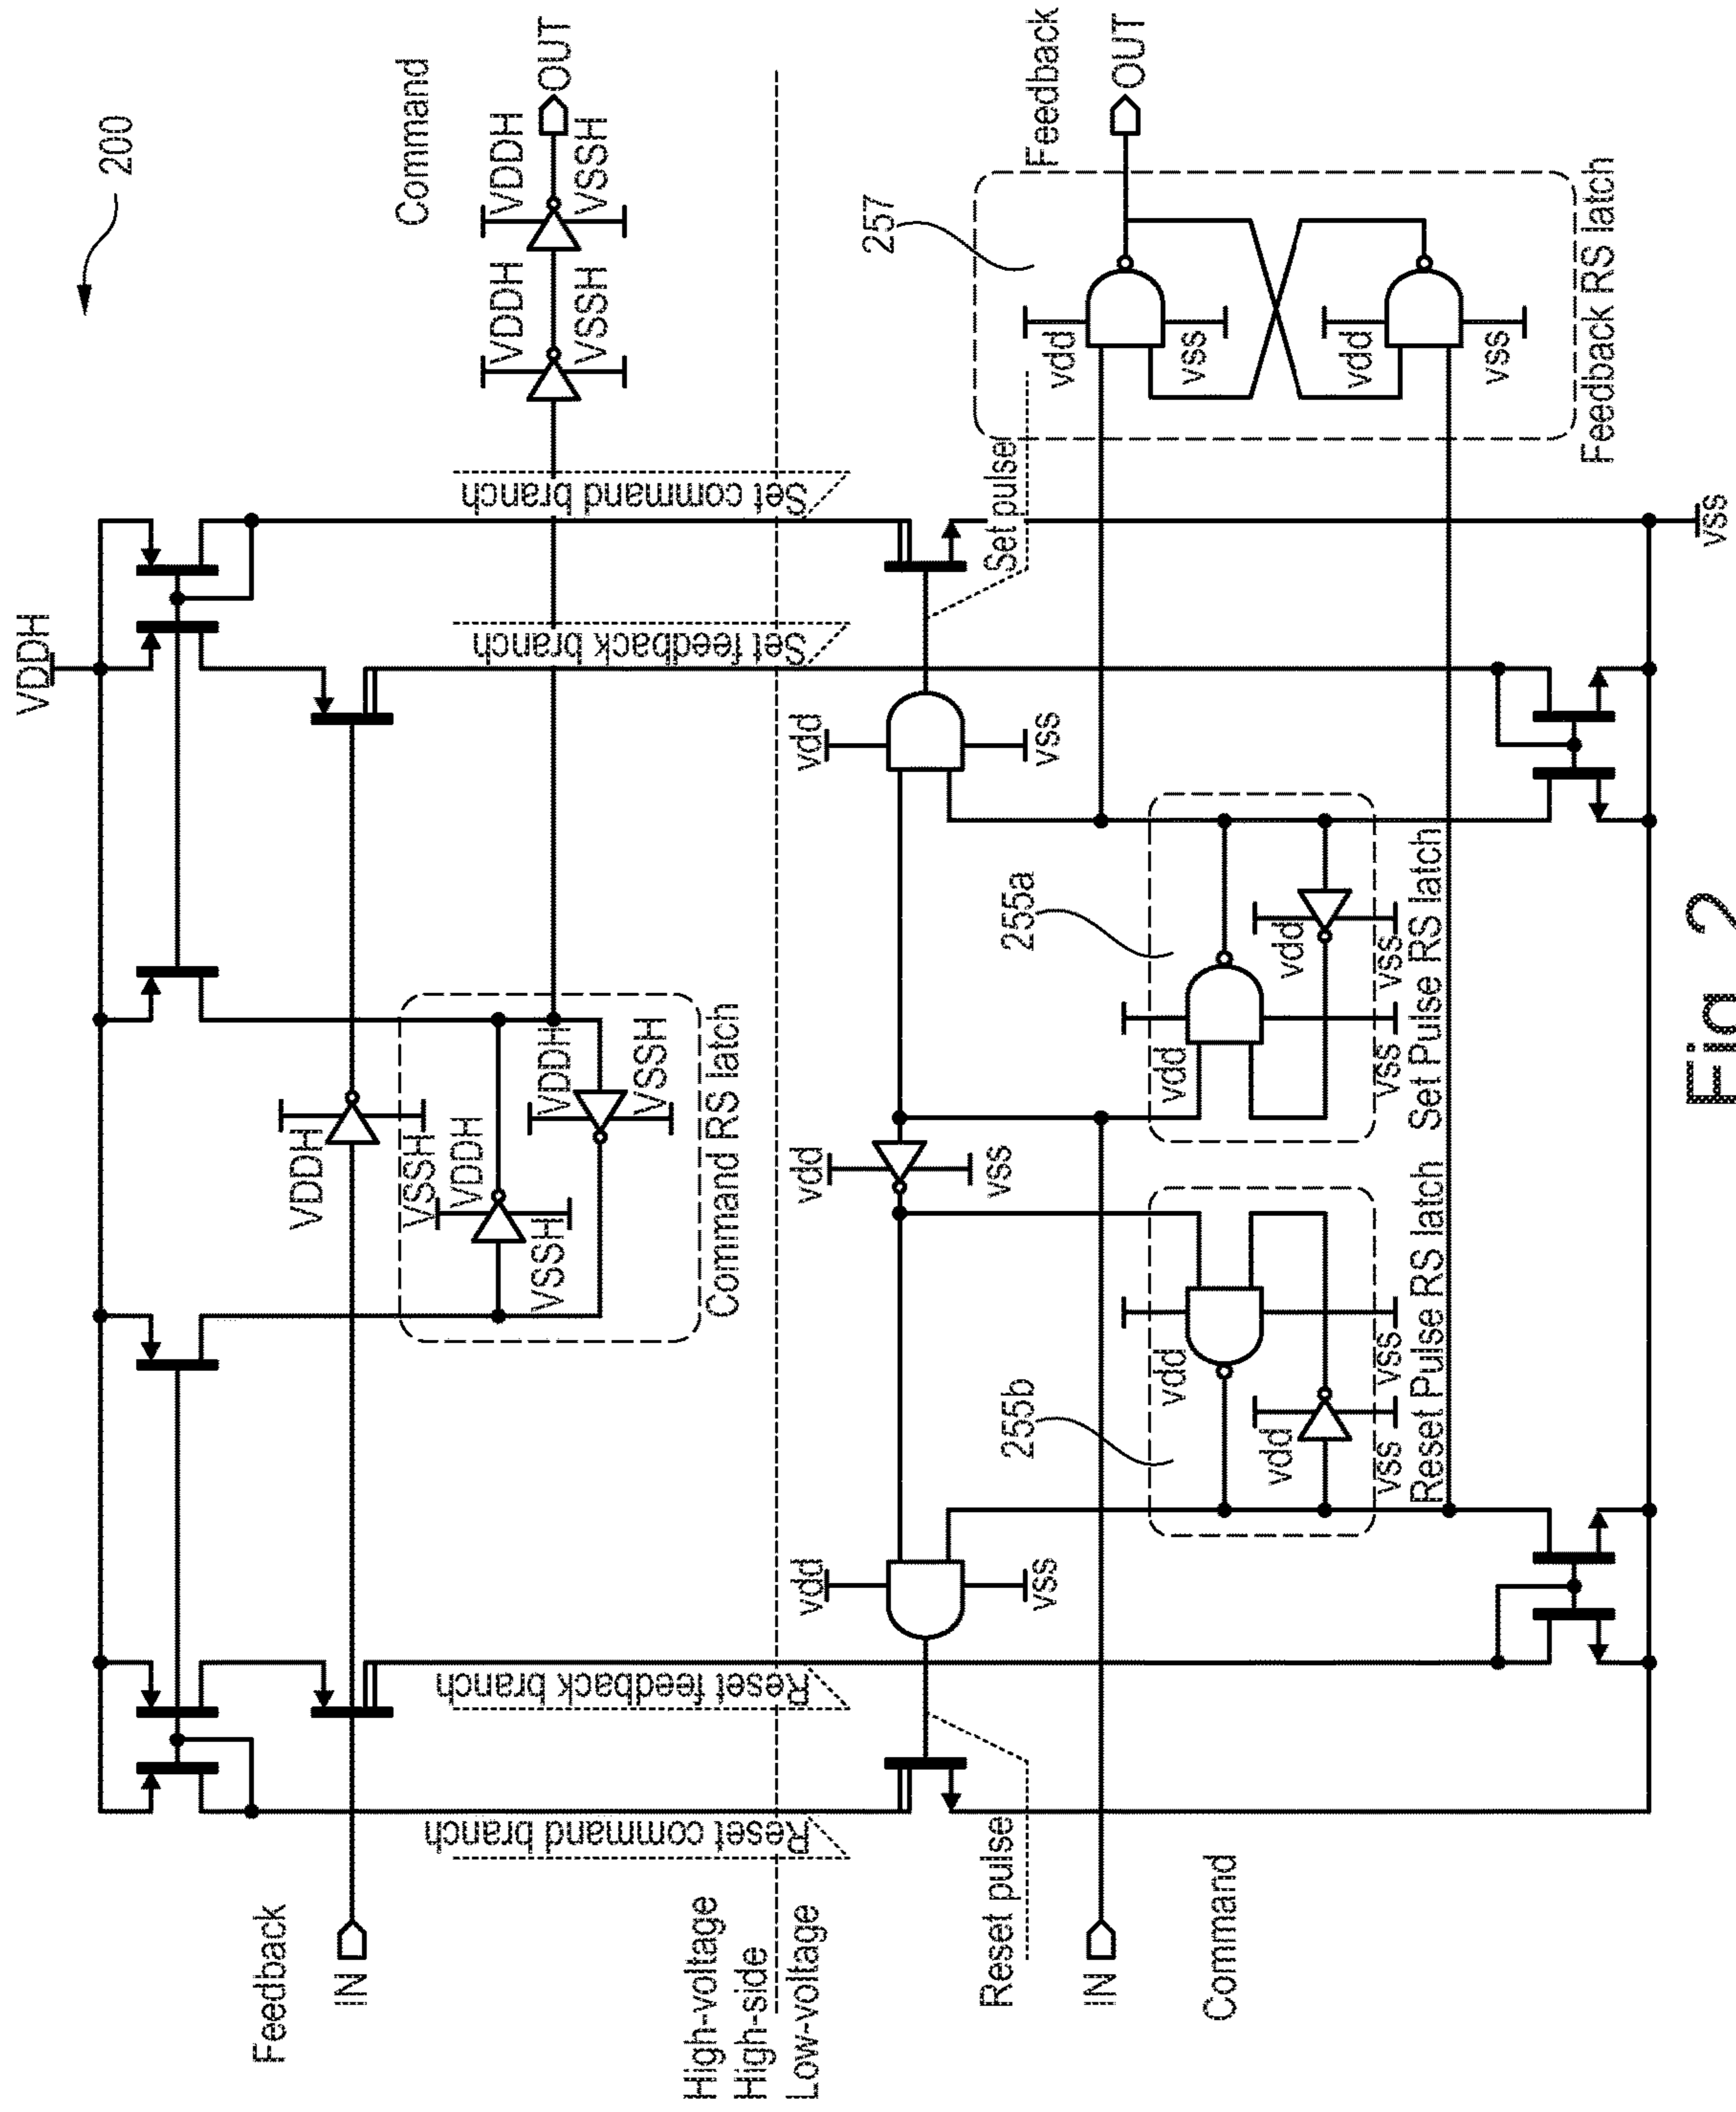 200
VDDH
Command
VDDH
VDDH
OUT
VSSH
VSSH
Set command branch
Set feedback branch
VDDH
VSSH
VDDH
VSSH
VDDH
VSSH
Command RS latch
Feedback
IN
Reset feedback branch
Reset command branch
High-voltage
High-side
Low-voltage
vdd
vss
vdd
vss
vdd
vss
Set pulse
Reset pulse
257
Feedback
OUT
vdd
vss
vdd
vss
Feedback RS latch
255a
vdd
vss
vdd
vss
Set Pulse RS latch
255b
vdd
vss
vdd
vss
Reset Pulse RS latch
IN
Command
vss
Fig. 2